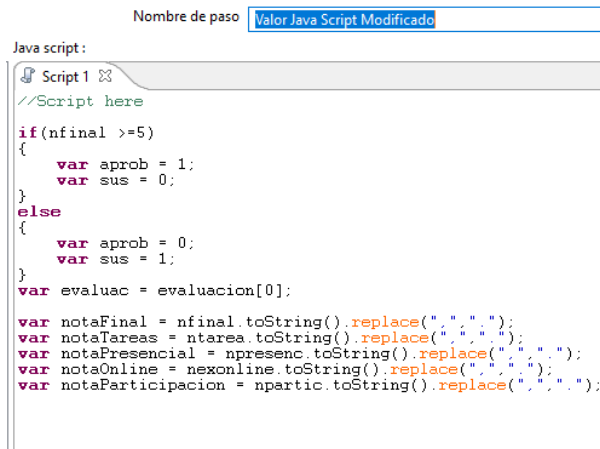 Nombre de paso Valor Java Script Modificado
Java script :
Script 1
//Script here
if(nfinal >=5)
{
var aprob = 1;
var sus = 0;
}
else
{
var aprob = 0;
var sus = 1;
}
var evaluac = evaluacion[0];
var notaFinal = nfinal.toString().replace(",",".");
var notaTareas = ntarea.toString().replace(",",".");
var notaPresencial = npresenc.toString().replace(",",".");
var notaOnline = nexonline.toString().replace(",",".");
var notaParticipacion = npartic.toString().replace(",",".");